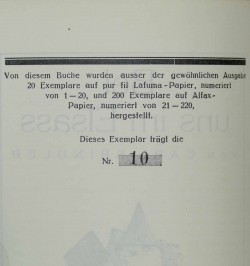 Von diesem Buche wurden ausser der gewöhnlichen Ausgabe
20 Exemplare auf pur fil Lafuma-Papier, numeriert
von 1—20, und 200 Exemplare auf Alfax-
Papier, numeriert von 21—220,
hergestellt.
Dieses Exemplar trägt die
Nr. 10